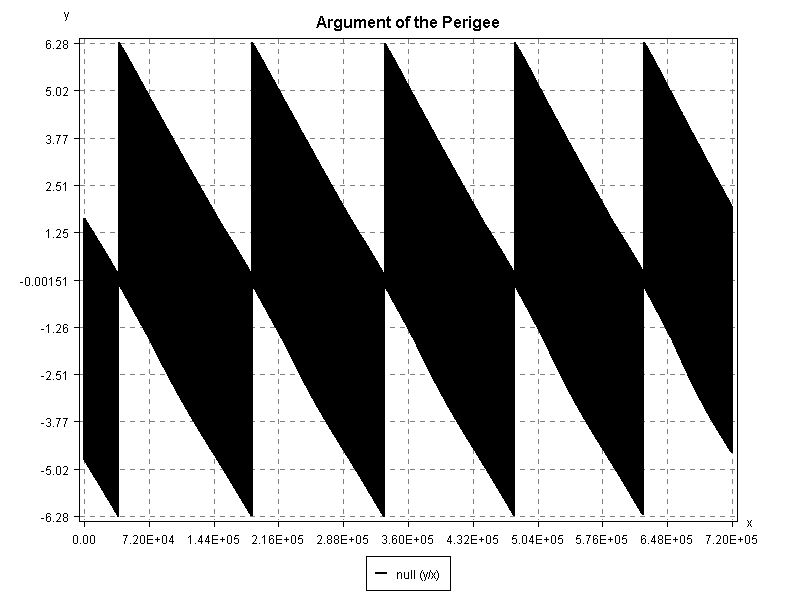 Argument of the Perigee
y
6.28
5.02
3.77
2.51
1.25
-0.00151
-1.26
-2.51
-3.77
-5.02
-6.28
x
0.00 7.20E+04 1.44E+05 2.16E+05 2.88E+05 3.60E+05 4.32E+05 5.04E+05 5.76E+05 6.48E+05 7.20E+05
null (y/x)